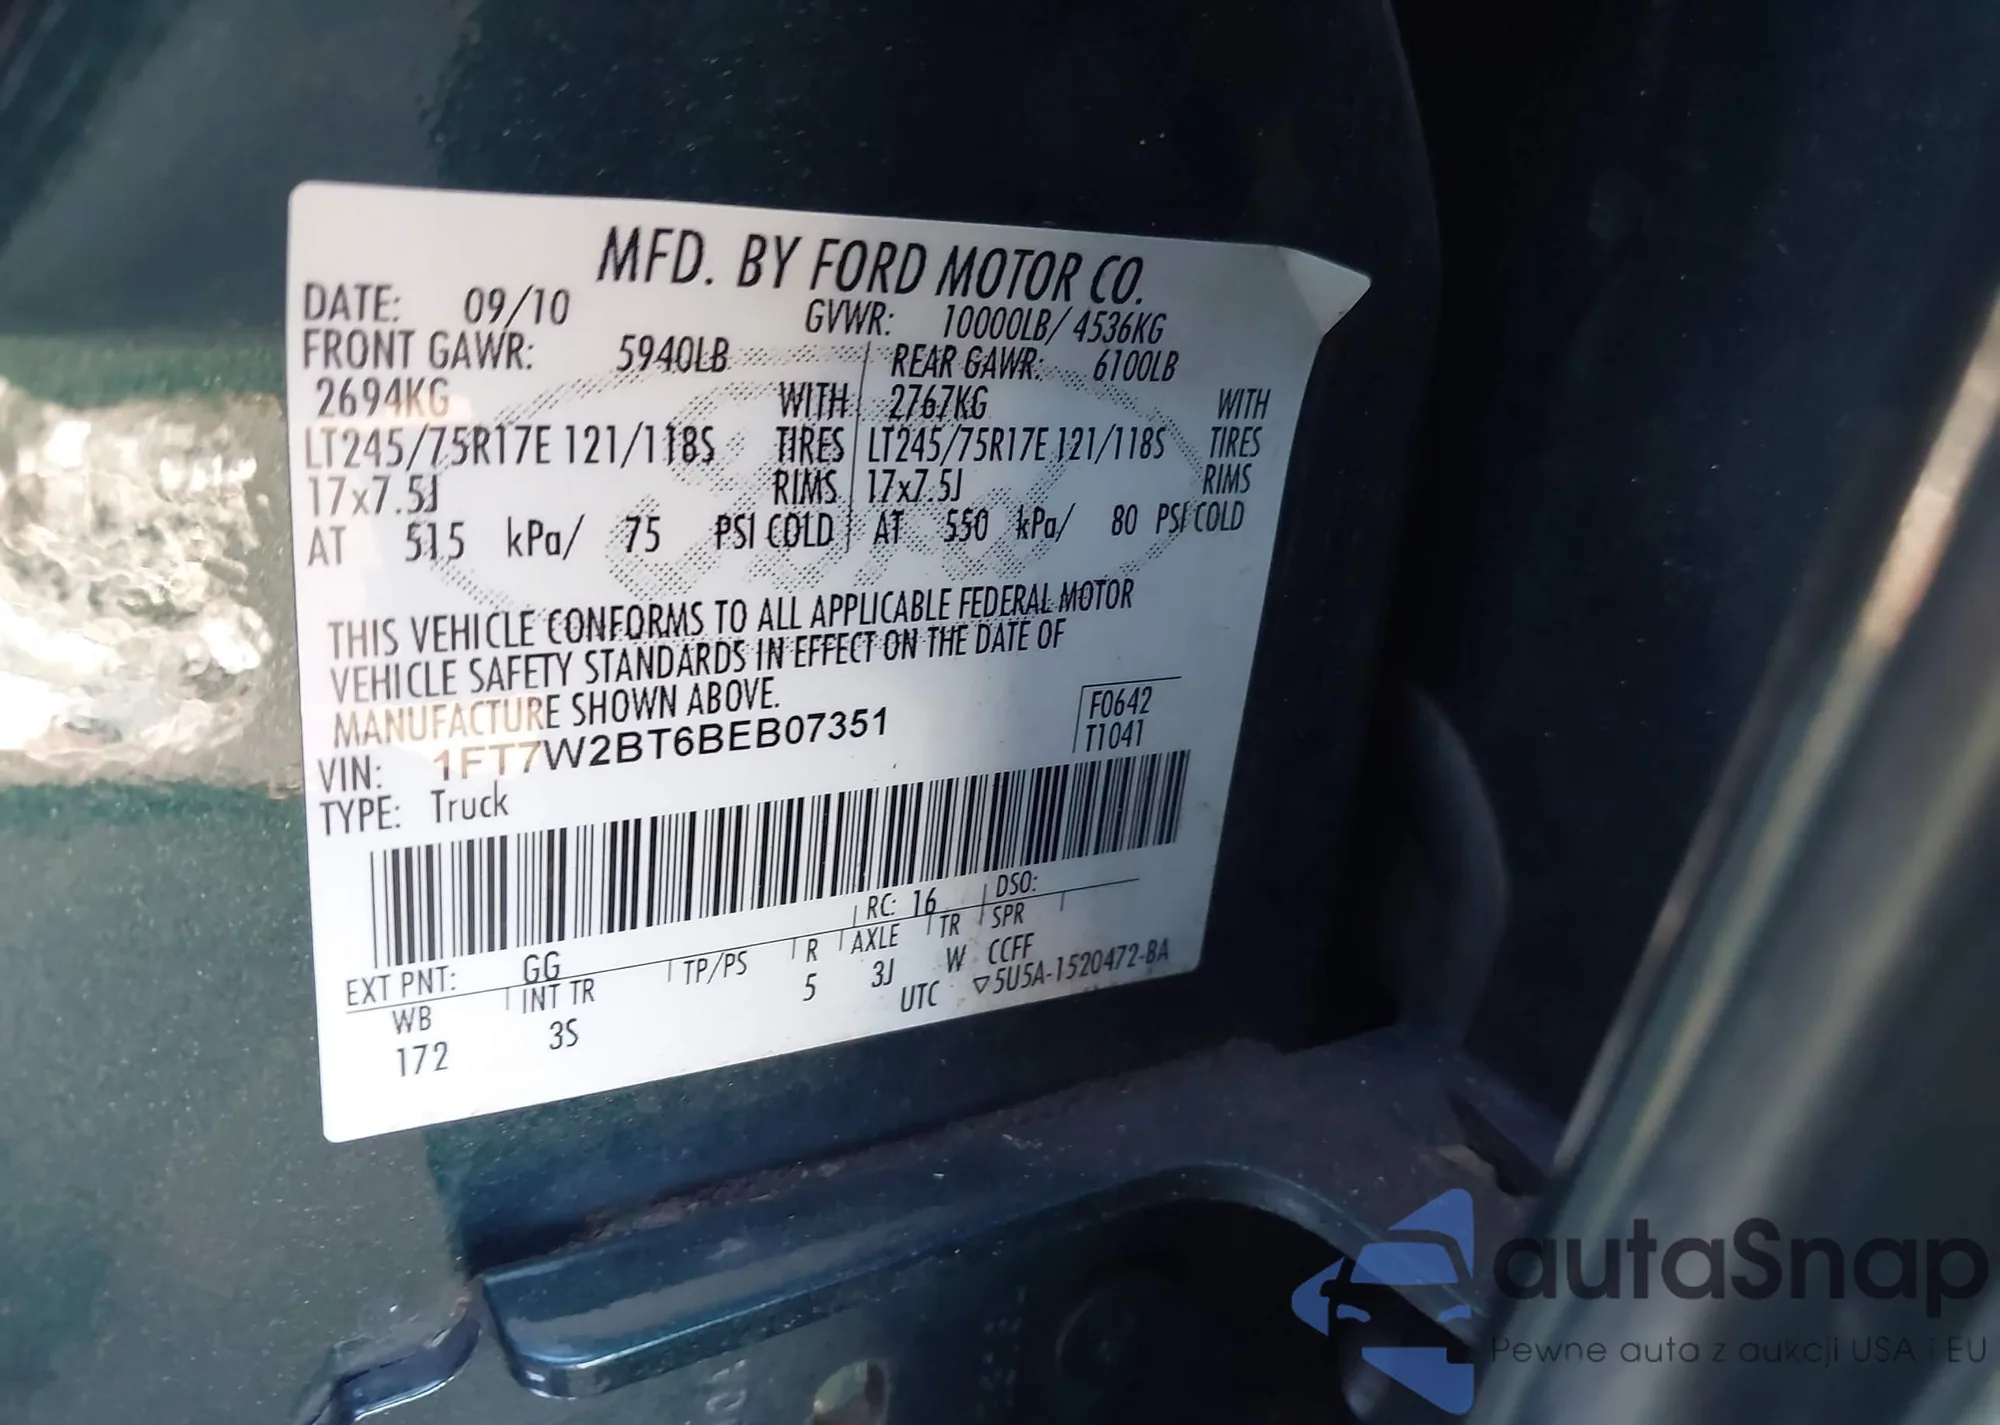 MFD. BY FORD MOTOR CO.
DATE: 09/10 GVWR: 10000LB/ 4536KG
FRONT GAWR: 5940LB REAR GAWR: 6100LB
2694KG WITH 2767KG WITH
LT245/75R17E 121/118S TIRES LT245/75R17E 121/118S TIRES
17x7.5J RIMS 17x7.5J RIMS
AT 515 kPa/ 75 PSI COLD AT 550 kPa/ 80 PSI COLD
THIS VEHICLE CONFORMS TO ALL APPLICABLE FEDERAL MOTOR
VEHICLE SAFETY STANDARDS IN EFFECT ON THE DATE OF
MANUFACTURE SHOWN ABOVE.
F0642
VIN: 1FT7W2BT6BEB07351 T1041
TYPE: Truck
EXT PNT: GG RC: 16 DSO:
WB INT TR TP/PS R AXLE TR SPR
172 3S 5 3J W CCFF
UTC ▽5U5A-1520472-BA
autaSnap
Pewne auta z aukcji USA i EU